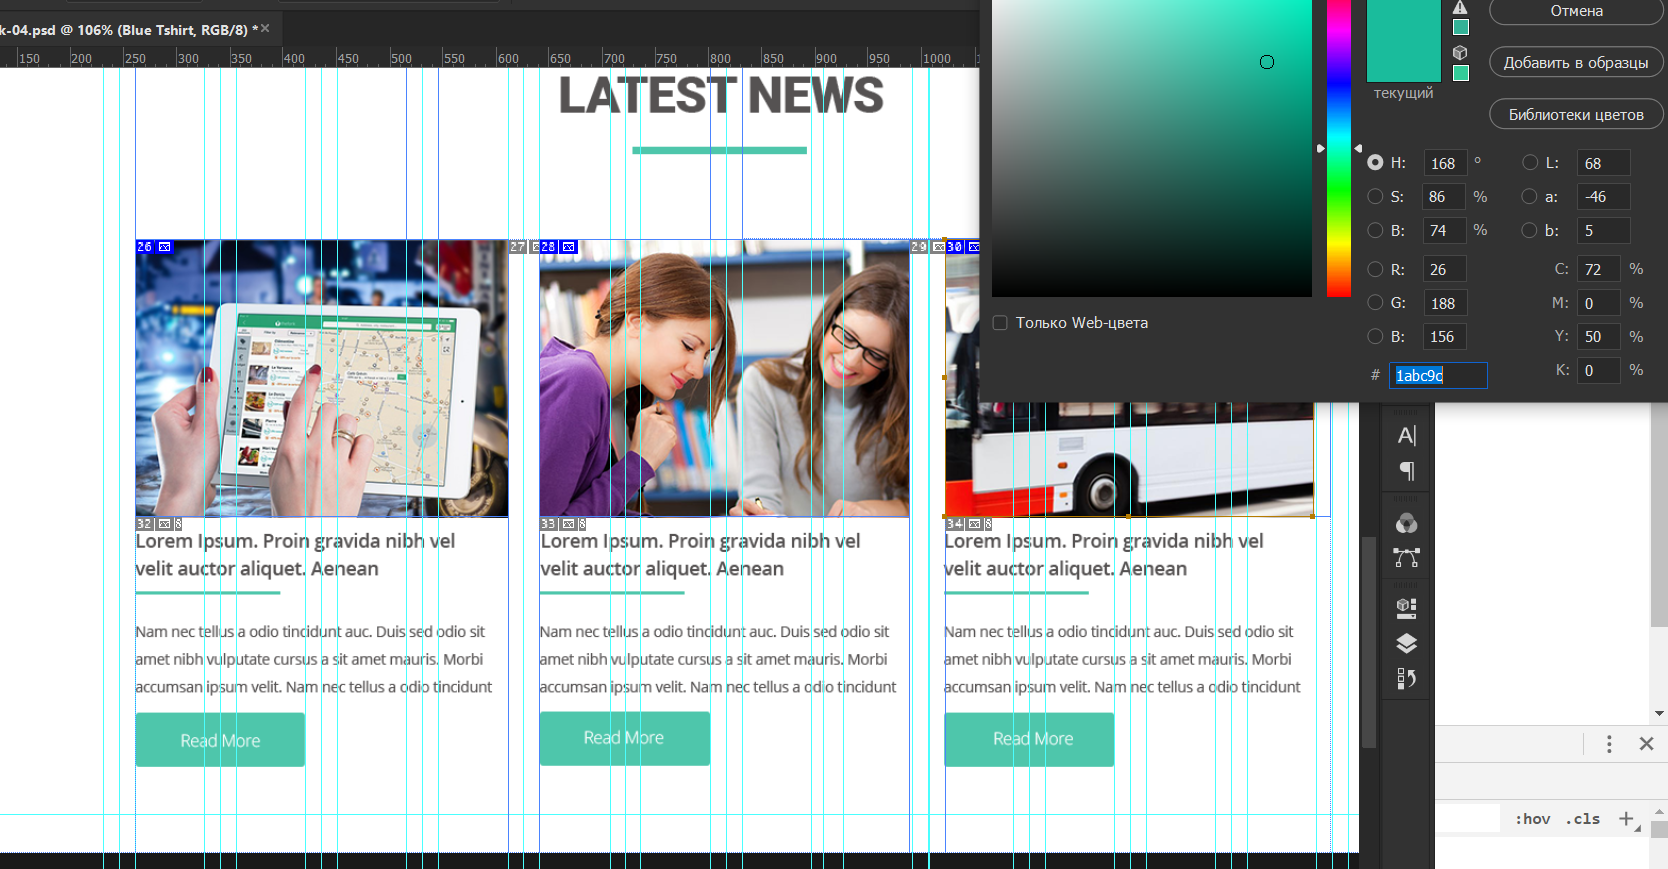 k-04.psd @ 106% (Blue Tshirt, RGB/8) *
150 200 250 300 350 400 450 500 550 600 650 700 750 800 850 900 950 1000
LATEST NEWS
26
27
28
29
30
32 8
33 8
34 8
Lorem Ipsum. Proin gravida nibh vel
velit auctor aliquet. Aenean
Nam nec tellus a odio tincidunt auc. Duis sed odio sit
amet nibh vulputate cursus a sit amet mauris. Morbi
accumsan ipsum velit. Nam nec tellus a odio tincidunt
Read More
Lorem Ipsum. Proin gravida nibh vel
velit auctor aliquet. Aenean
Nam nec tellus a odio tincidunt auc. Duis sed odio sit
amet nibh vulputate cursus a sit amet mauris. Morbi
accumsan ipsum velit. Nam nec tellus a odio tincidunt
Read More
Lorem Ipsum. Proin gravida nibh vel
velit auctor aliquet. Aenean
Nam nec tellus a odio tincidunt auc. Duis sed odio sit
amet nibh vulputate cursus a sit amet mauris. Morbi
accumsan ipsum velit. Nam nec tellus a odio tincidunt
Read More
текущий
Отмена
Добавить в образцы
Библиотеки цветов
H: 168 ° L: 68
S: 86 % a: -46
B: 74 % b: 5
R: 26 C: 72 %
G: 188 M: 0 %
B: 156 Y: 50 %
# 1abc9c K: 0 %
Только Web-цвета
:hov .cls